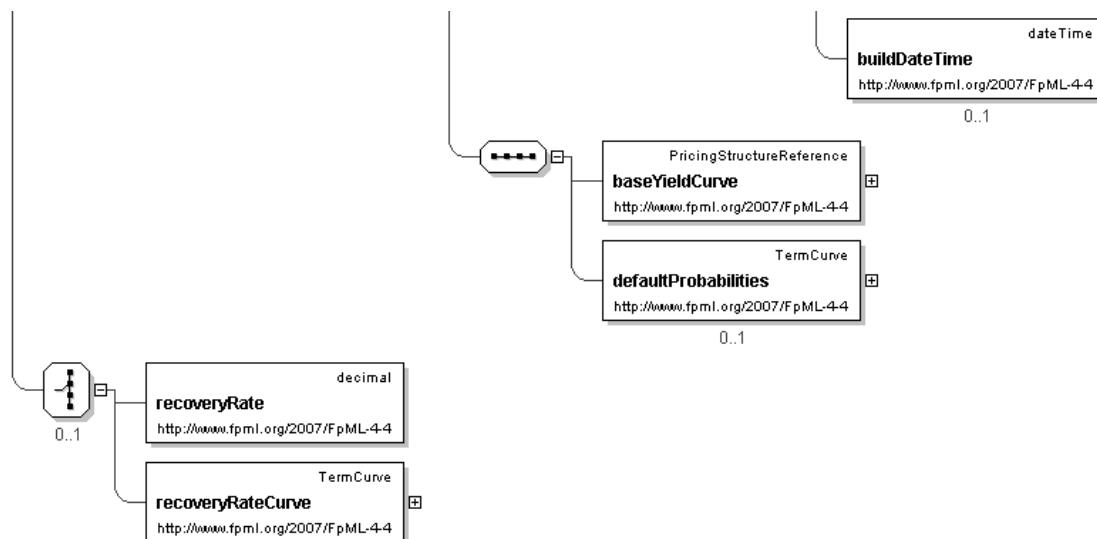 dateTime
buildDateTime
http://www.fpml.org/2007/FpML-4-4
0..1
PricingStructureReference
baseYieldCurve
http://www.fpml.org/2007/FpML-4-4
TermCurve
defaultProbabilities
http://www.fpml.org/2007/FpML-4-4
0..1
decimal
recoveryRate
http://www.fpml.org/2007/FpML-4-4
0..1
TermCurve
recoveryRateCurve
http://www.fpml.org/2007/FpML-4-4